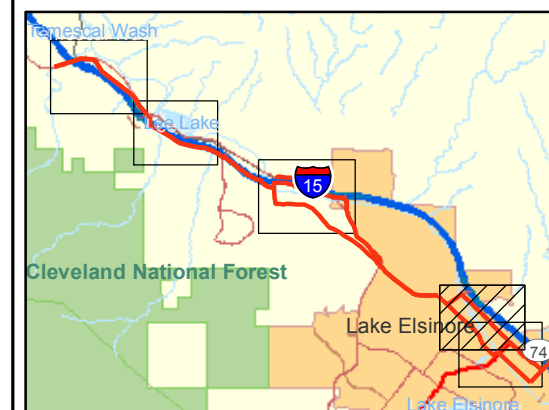 Temescal Wash
Lee Lake
15
Cleveland National Forest
Lake Elsinore
74
Lake Elsinore